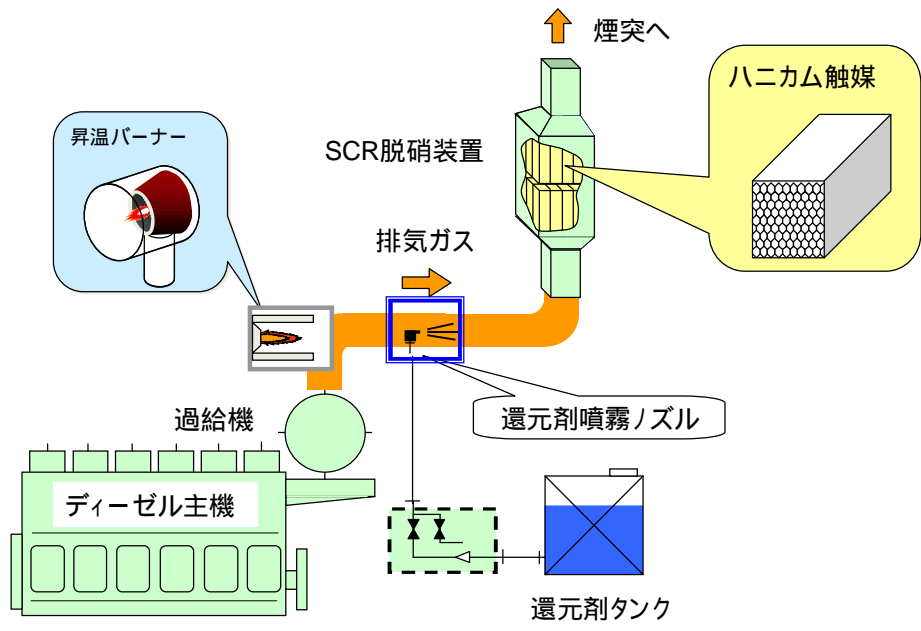 煙突へ
ハニカム触媒
昇温バーナー
SCR脱硝装置
排気ガス
過給機
還元剤噴霧ノズル
ディーゼル主機
還元剤タンク